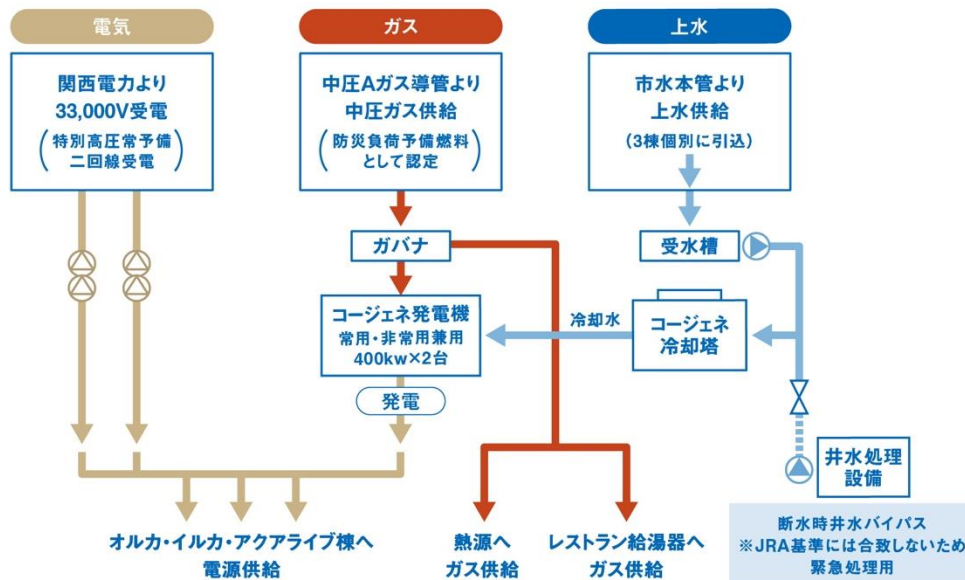 電気
ガス
上水
関西電力より
33,000V受電
(特別高圧常予備
二回線受電)
中圧Aガス導管より
中圧ガス供給
(防災負荷予備燃料
として認定)
市水本管より
上水供給
(3棟個別に引込)
ガバナ
受水槽
コージェネ発電機
常用・非常用兼用
400kw×2台
冷却水
コージェネ
冷却塔
発電
井水処理
設備
オルカ・イルカ・アクアライブ棟へ
電源供給
熱源へ
ガス供給
レストラン給湯器へ
ガス供給
断水時井水バイパス
※JRA基準には合致しないため
緊急処理用